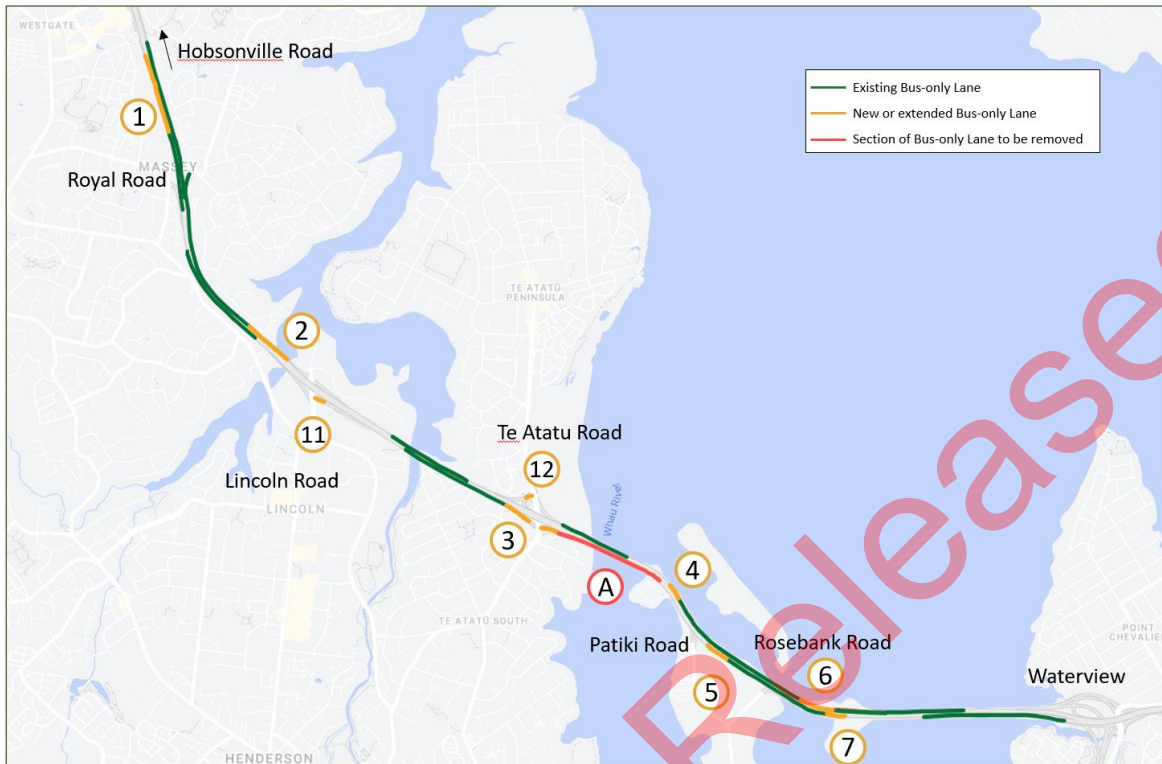 WESTGATE
Hobsonville Road
Existing Bus-only Lane
New or extended Bus-only Lane
Section of Bus-only Lane to be removed
1
MASSEY
Royal Road
TE ATATŪ
PENINSULA
2
11
Te Atatu Road
Lincoln Road
12
LINCOLN
Whau River
3
A
4
TE ATATŪ SOUTH
Patiki Road
Rosebank Road
POINT
CHEVALIER
6
5
Waterview
7
HENDERSON
Release